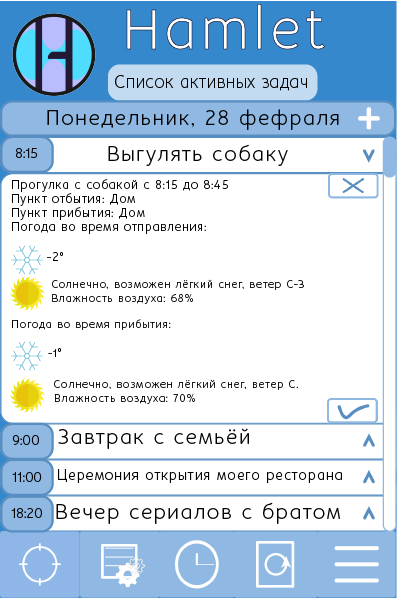 Hamlet
Список активных задач
Понедельник, 28 фефраля
8:15 Выгулять собаку
Прогулка с собакой с 8:15 до 8:45
Пункт отбытия: Дом
Пункт прибытия: Дом
Погода во время отправления:
-2°
Солнечно, возможен лёгкий снег, ветер С-З
Влажность воздуха: 68%
Погода во время прибытия:
-1°
Солнечно, возможен лёгкий снег, ветер С.
Влажность воздуха: 70%
9:00 Завтрак с семьёй
11:00 Церемония открытия моего ресторана
18:20 Вечер сериалов с братом